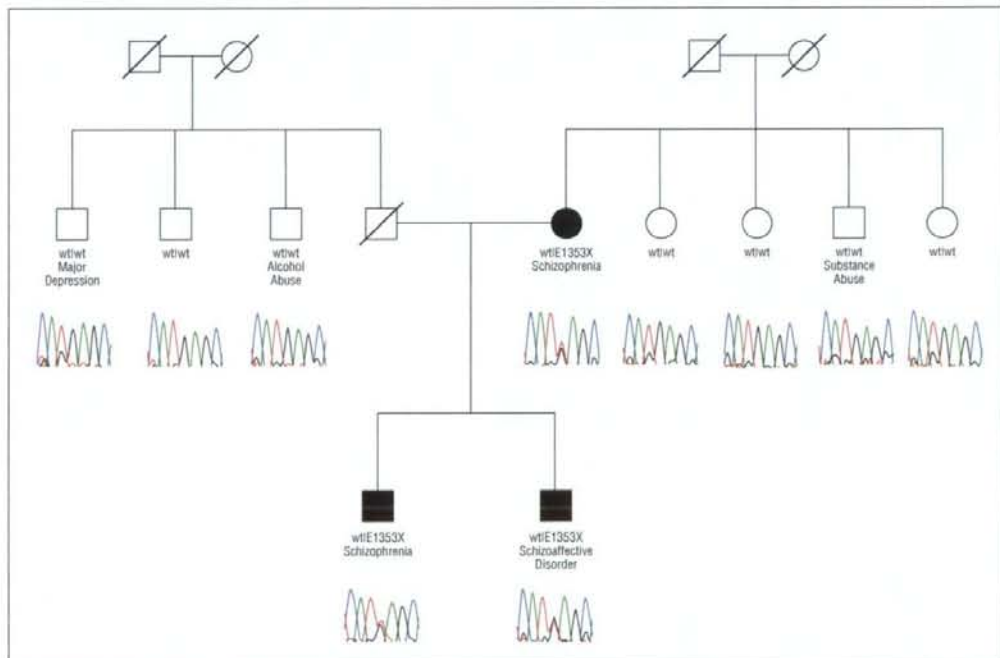 wt|wt
Major
Depression
wt|wt
wt|wt
Alcohol
Abuse
wt|E1353X
Schizophrenia
wt|wt
wt|wt
wt|wt
Substance
Abuse
wt|wt
wt|E1353X
Schizophrenia
wt|E1353X
Schizoaffective
Disorder